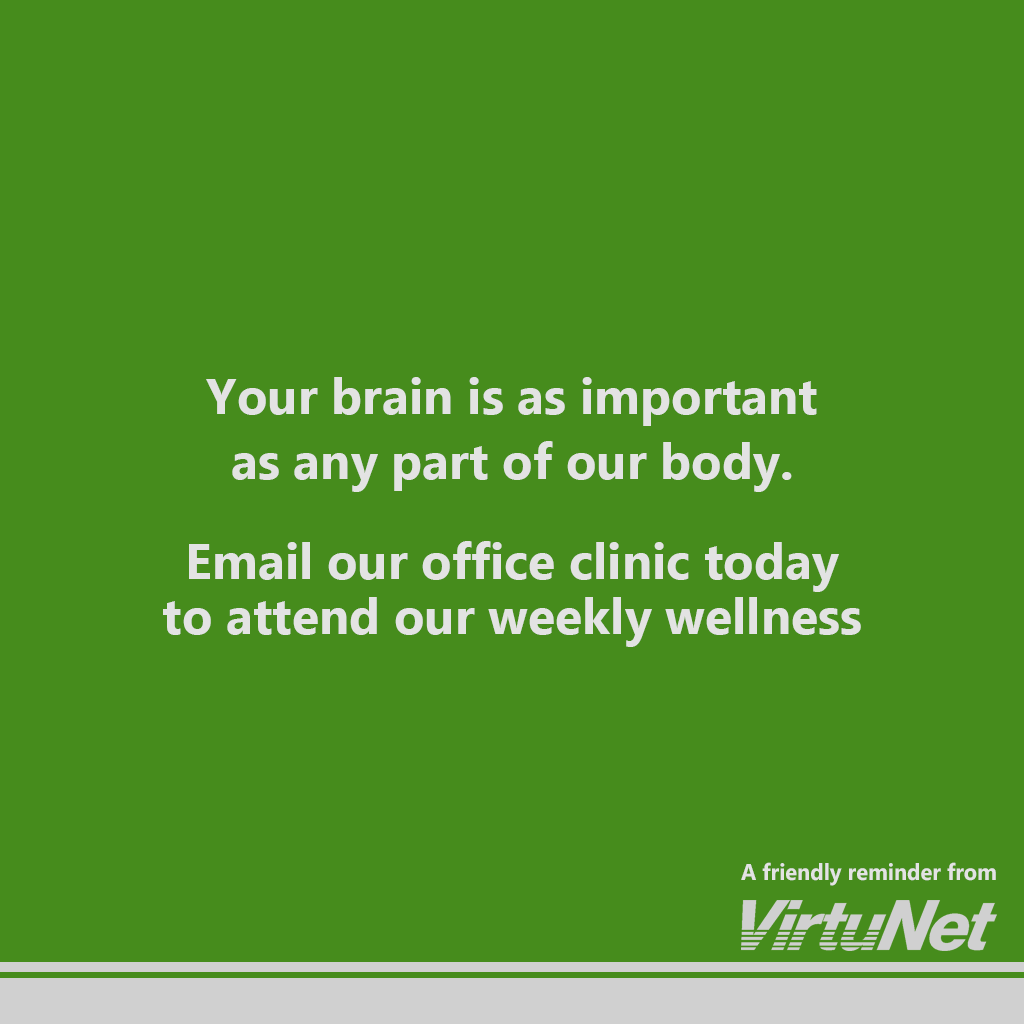 Your brain is as important
as any part of our body.
Email our office clinic today
to attend our weekly wellness
A friendly reminder from
VirtuNet